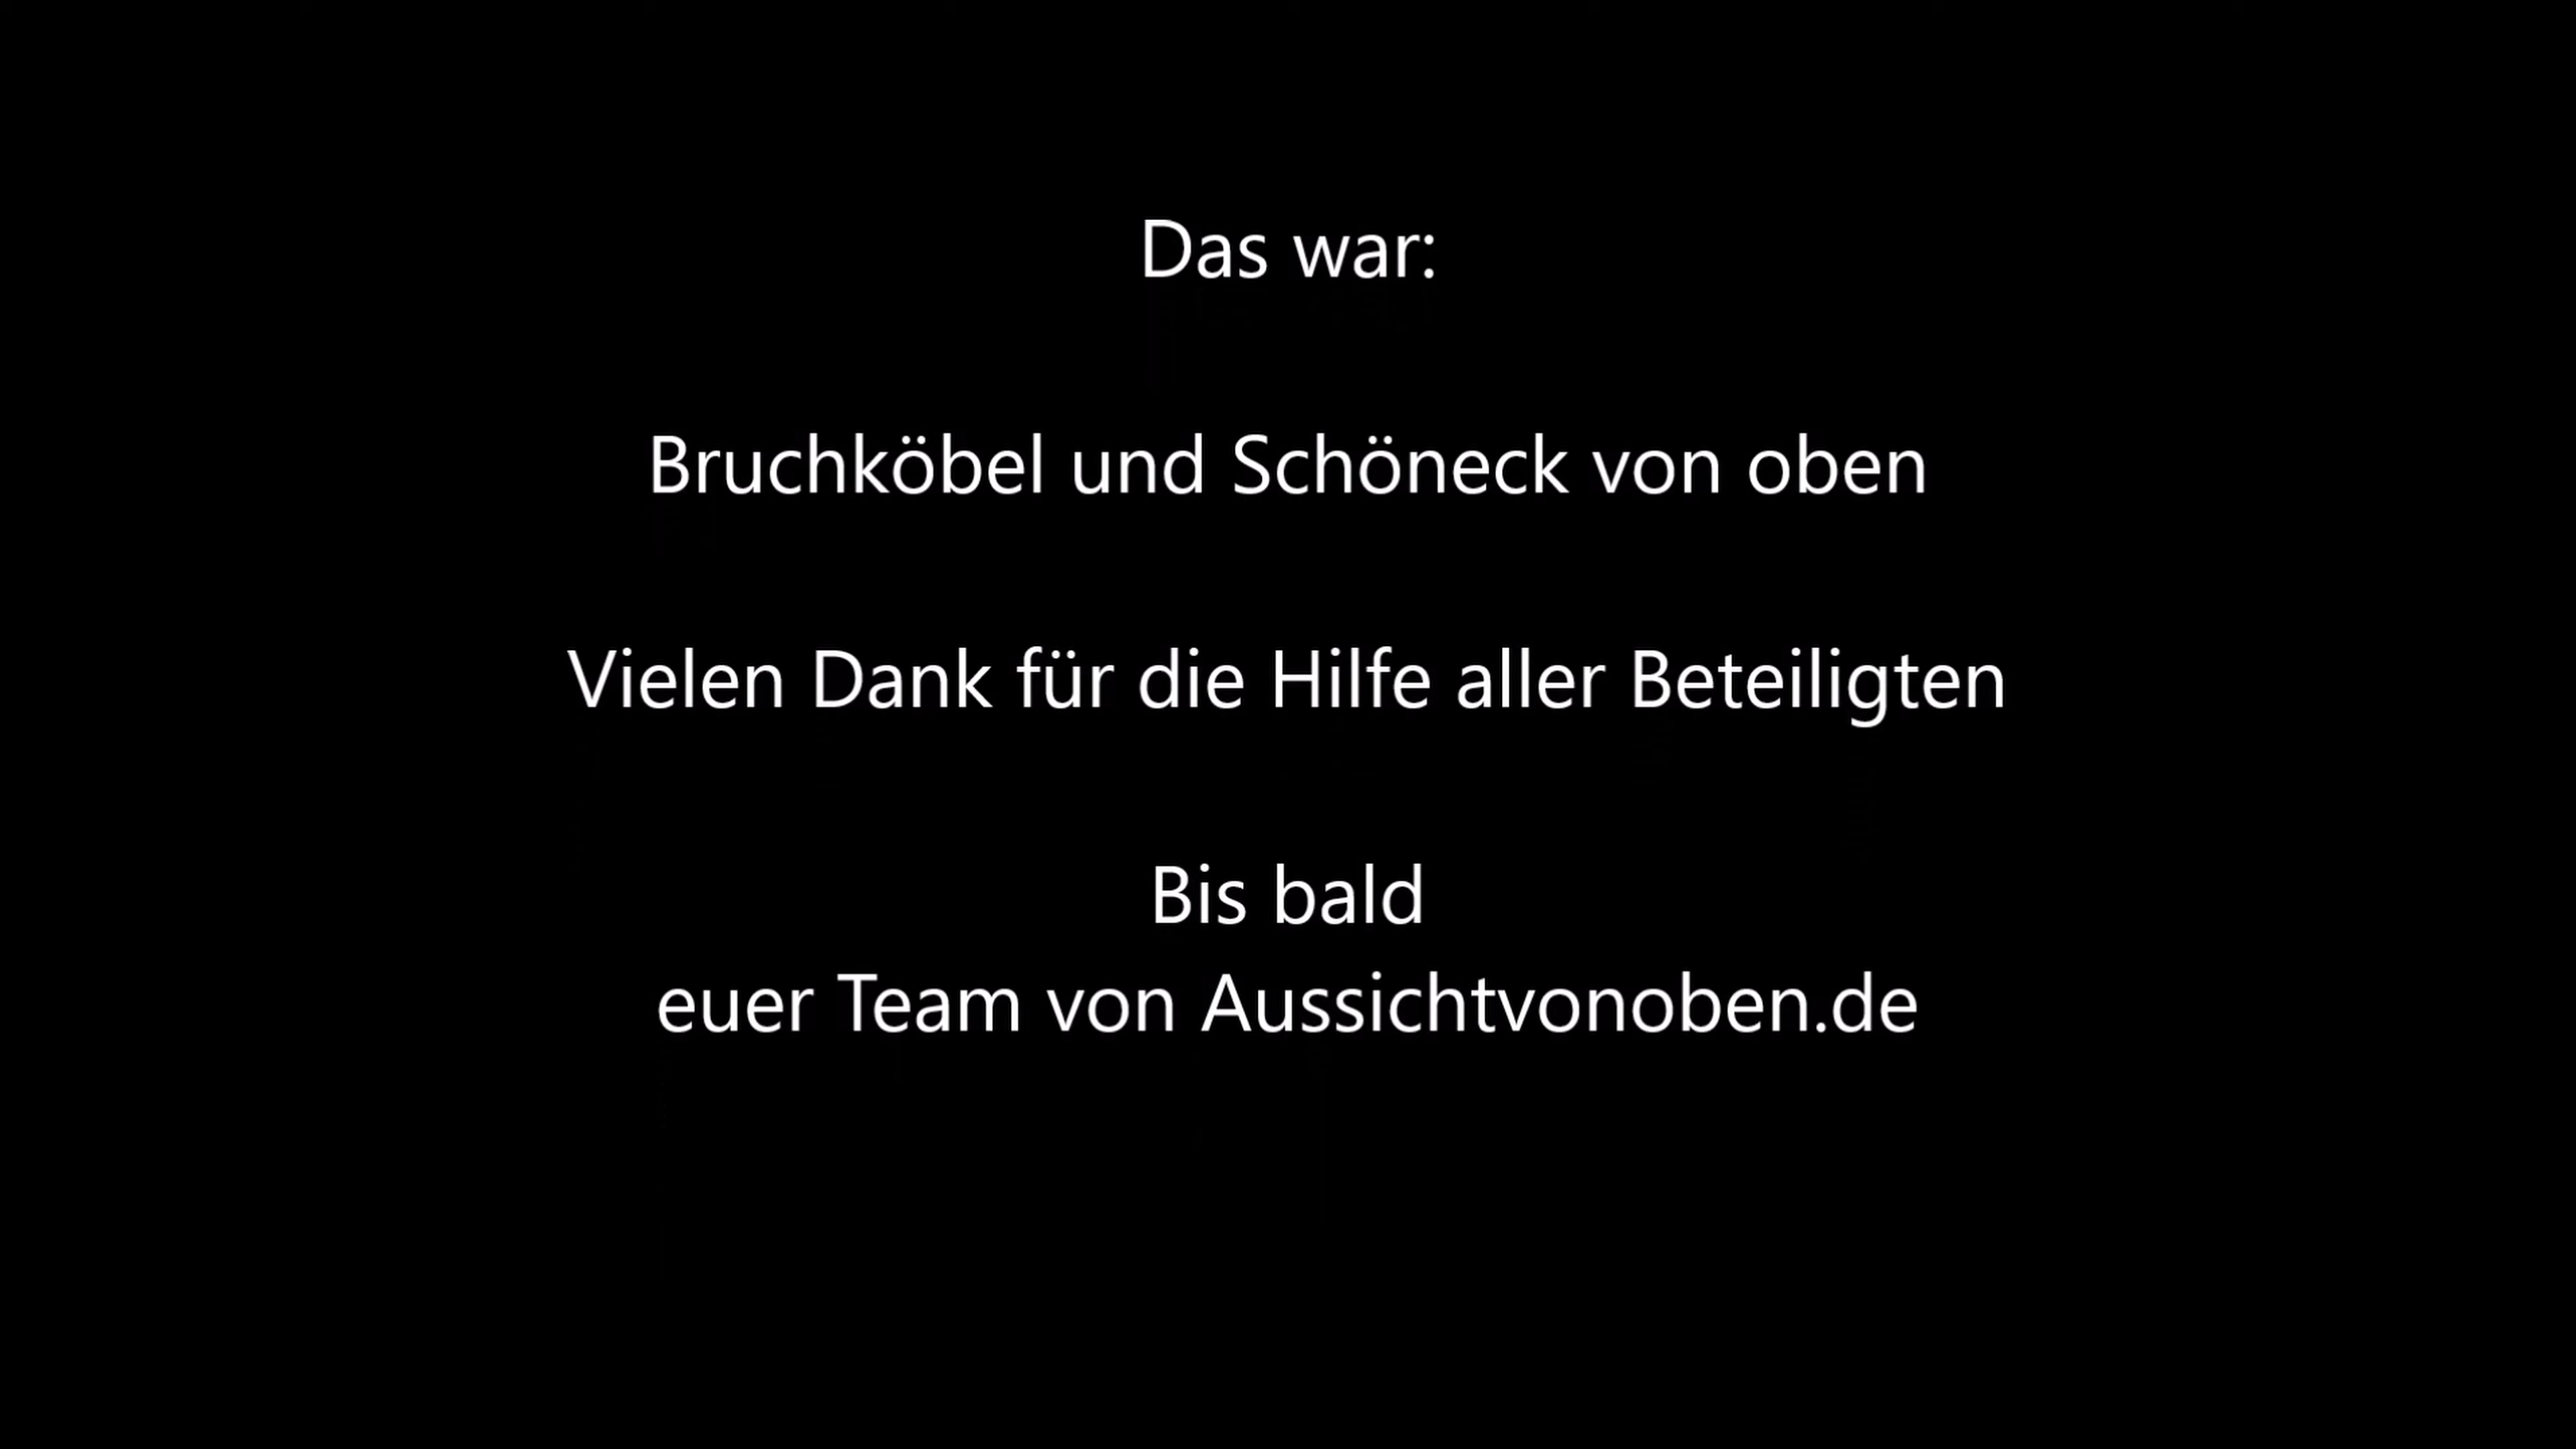 Das war:
Bruchköbel und Schöneck von oben
Vielen Dank für die Hilfe aller Beteiligten
Bis bald
euer Team von Aussichtvonoben.de